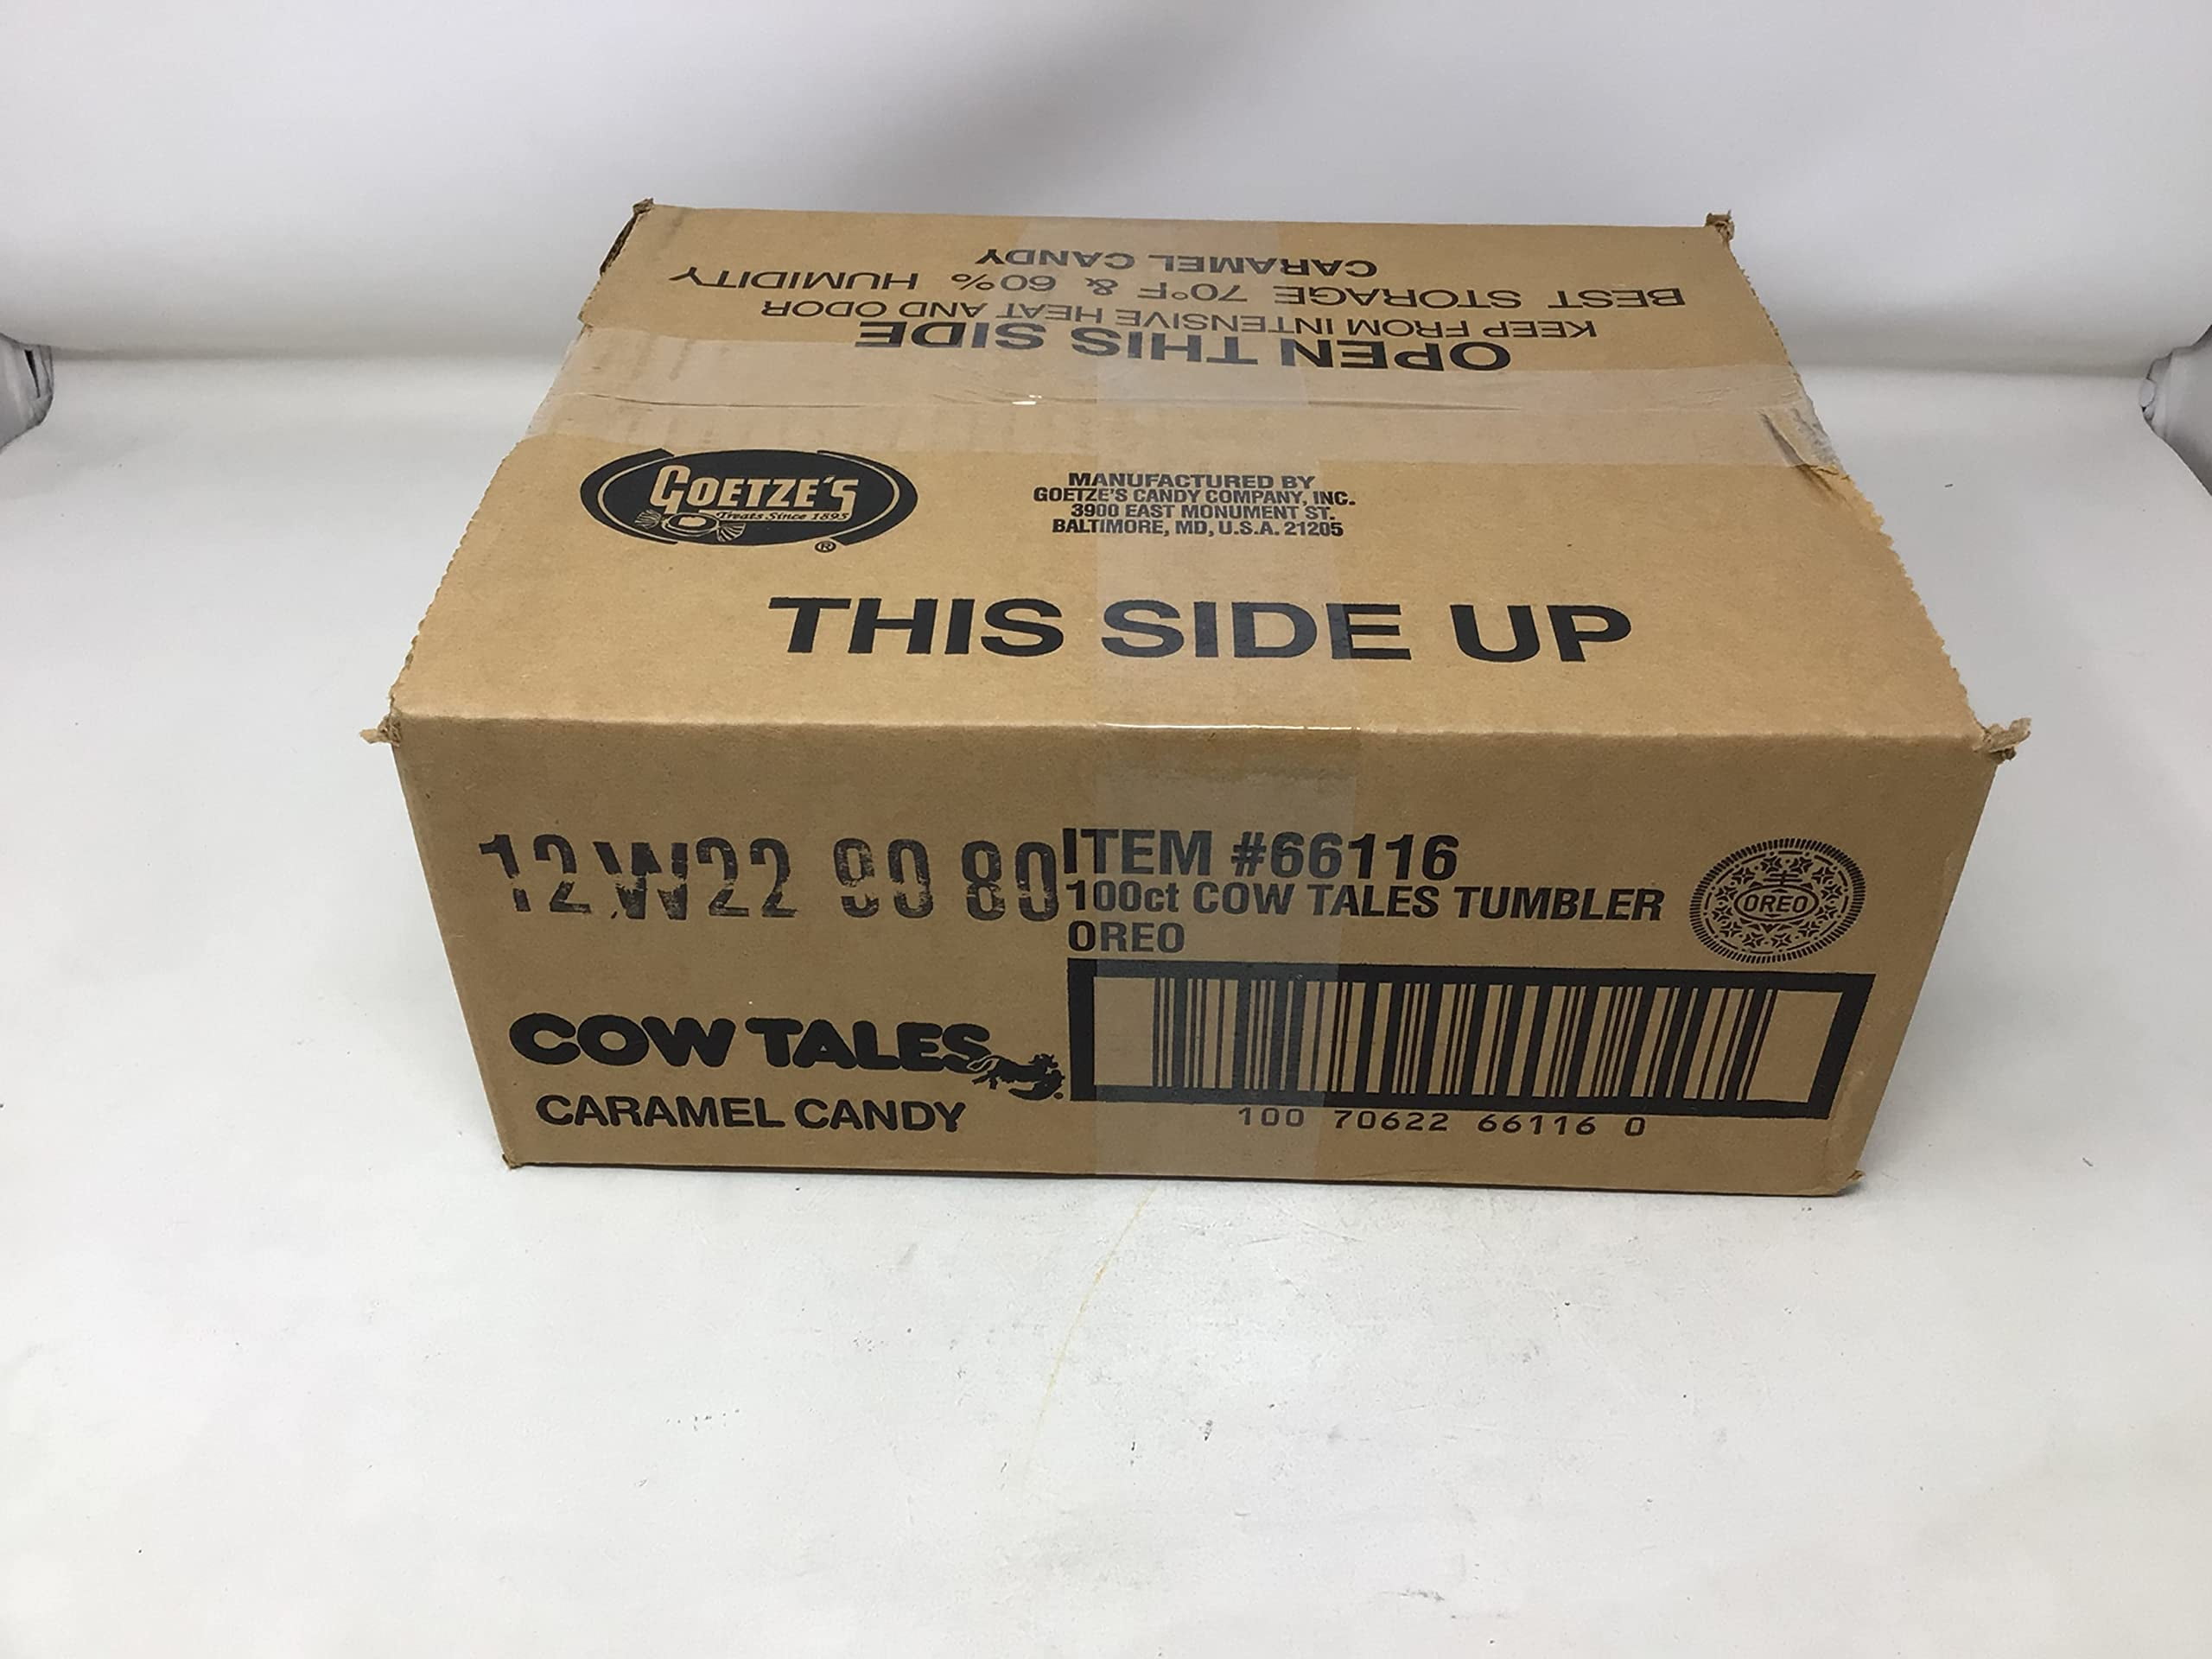 CARAMEL CANDY
BEST STORAGE 70°F & 60% HUMIDITY
KEEP FROM INTENSIVE HEAT AND ODOR
OPEN THIS SIDE
GOETZE'S
Treats Since 1895
®
MANUFACTURED BY
GOETZE'S CANDY COMPANY, INC.
3900 EAST MONUMENT ST.
BALTIMORE, MD, U.S.A. 21205
THIS SIDE UP
12W22 90 80
ITEM #66116
100ct COW TALES TUMBLER
OREO
OREO
COW TALES
CARAMEL CANDY
100 70622 66116 0